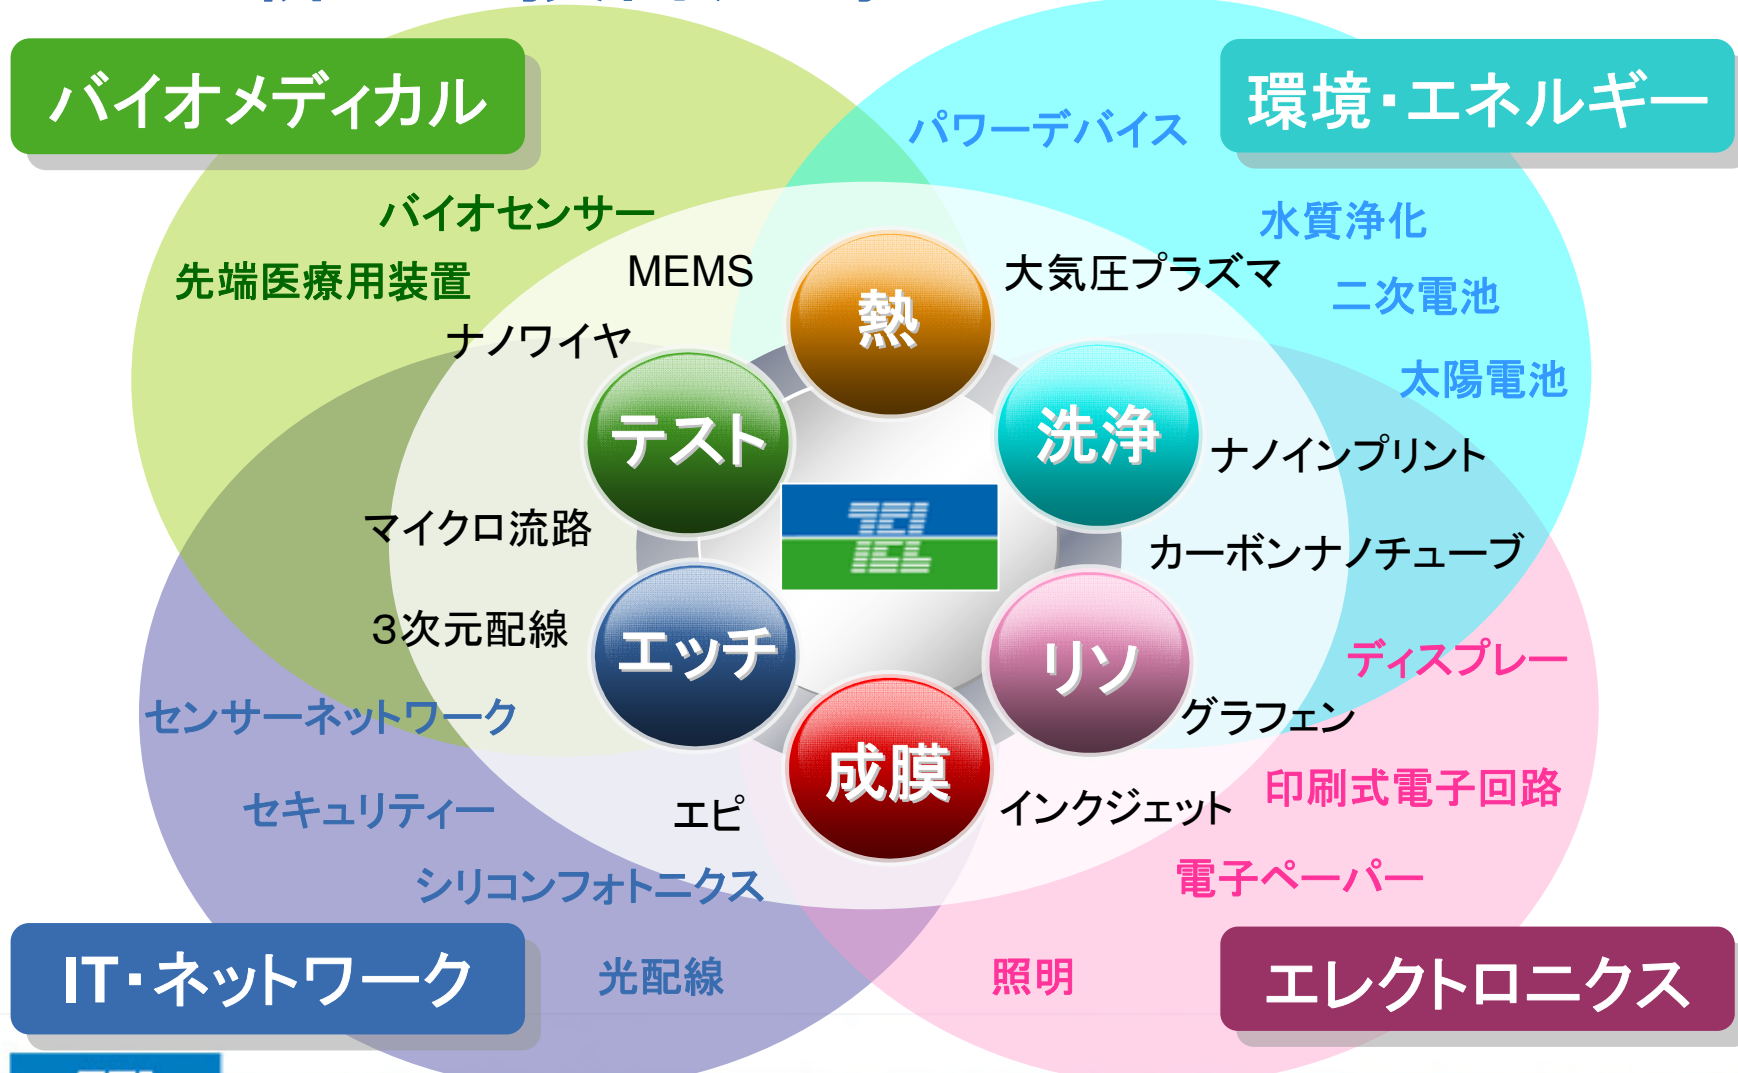 バイオメディカル
環境・エネルギー
パワーデバイス
バイオセンサー
水質浄化
先端医療用装置
MEMS
大気圧プラズマ
二次電池
熱
ナノワイヤ
太陽電池
テスト
洗浄
ナノインプリント
マイクロ流路
TEL
カーボンナノチューブ
３次元配線
エッチ
リソ
ディスプレー
センサーネットワーク
グラフェン
成膜
印刷式電子回路
セキュリティー
エピ
インクジェット
シリコンフォトニクス
電子ペーパー
IT・ネットワーク
光配線
照明
エレクトロニクス